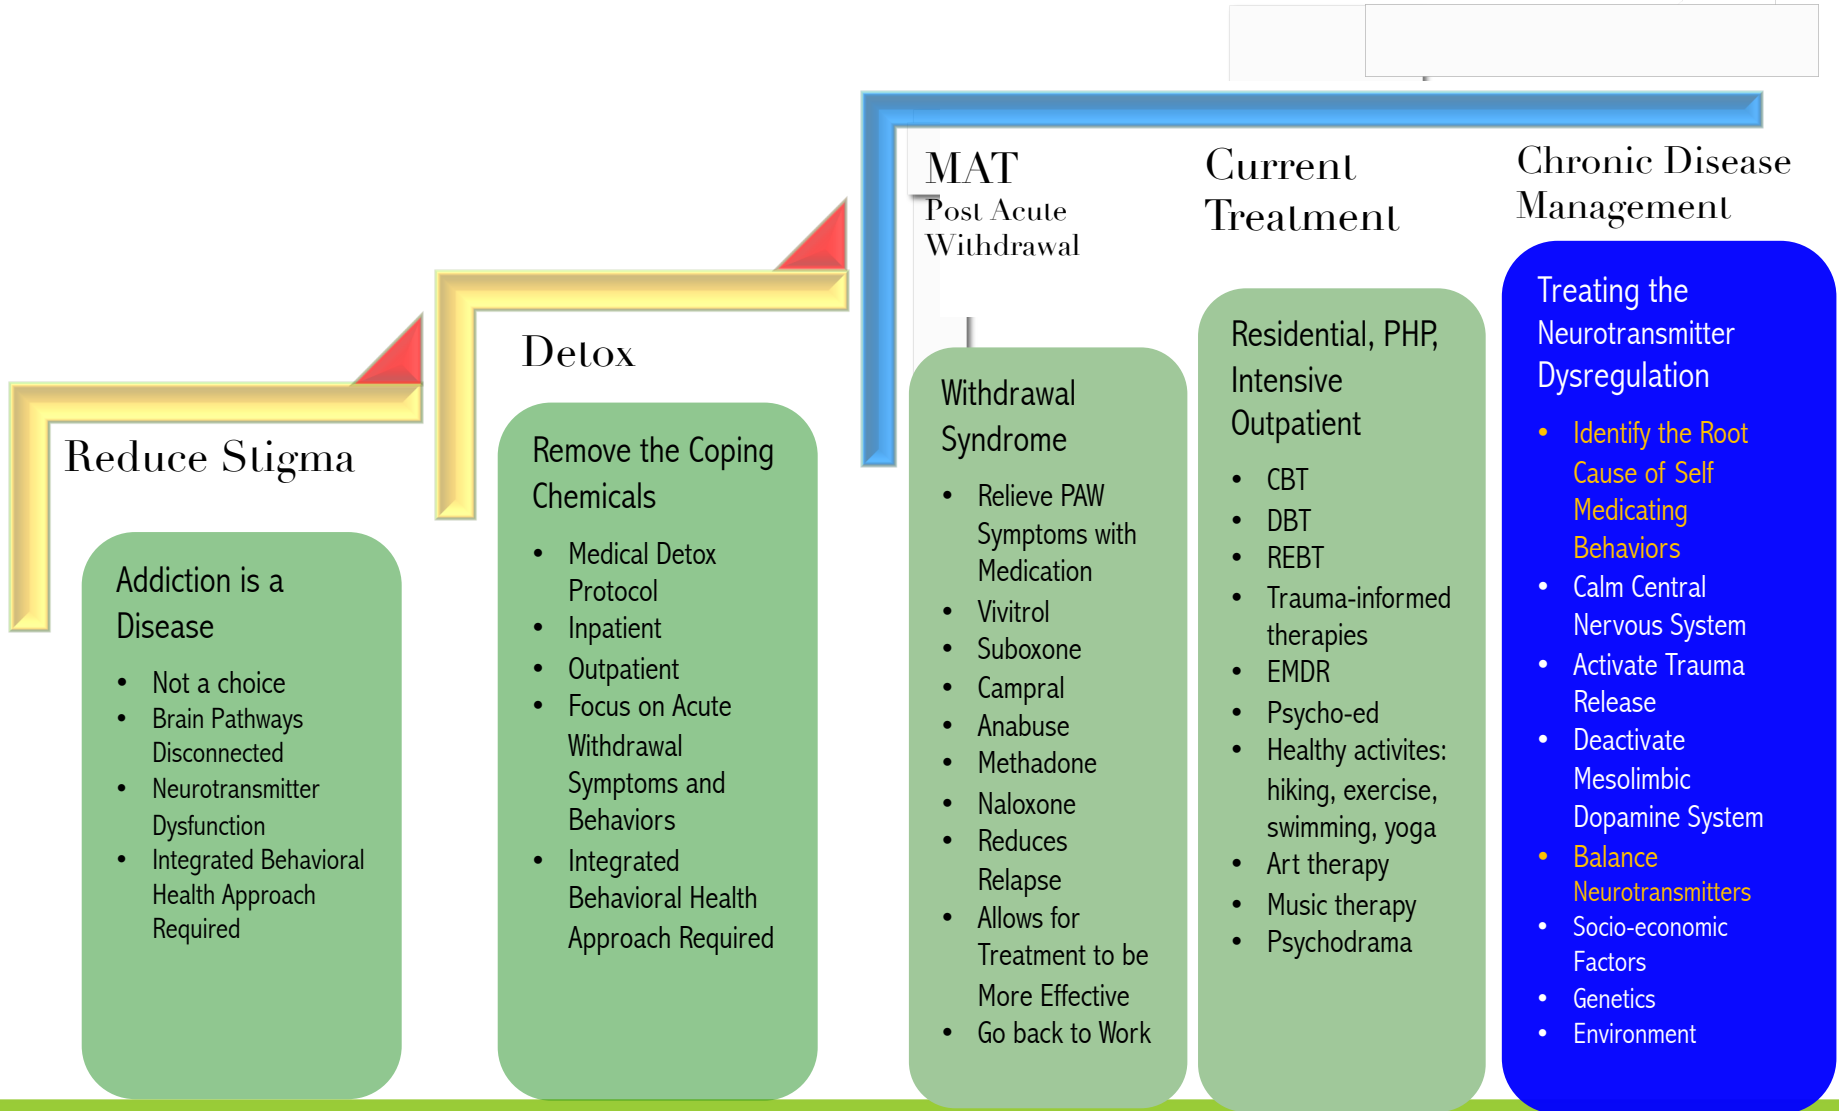 Reduce Stigma
Addiction is a
Disease
• Not a choice
• Brain Pathways
Disconnected
• Neurotransmitter
Dysfunction
• Integrated Behavioral
Health Approach
Required
Detox
Remove the Coping
Chemicals
• Medical Detox
Protocol
• Inpatient
• Outpatient
• Focus on Acute
Withdrawal
Symptoms and
Behaviors
• Integrated
Behavioral Health
Approach Required
MAT
Post Acute
Withdrawal
Withdrawal
Syndrome
• Relieve PAW
Symptoms with
Medication
• Vivitrol
• Suboxone
• Campral
• Anabuse
• Methadone
• Naloxone
• Reduces
Relapse
• Allows for
Treatment to be
More Effective
• Go back to Work
Current
Treatment
Residential, PHP,
Intensive
Outpatient
• CBT
• DBT
• REBT
• Trauma-informed
therapies
• EMDR
• Psycho-ed
• Healthy activites:
hiking, exercise,
swimming, yoga
• Art therapy
• Music therapy
• Psychodrama
Chronic Disease
Management
Treating the
Neurotransmitter
Dysregulation
• Identify the Root
Cause of Self
Medicating
Behaviors
• Calm Central
Nervous System
• Activate Trauma
Release
• Deactivate
Mesolimbic
Dopamine System
• Balance
Neurotransmitters
• Socio-economic
Factors
• Genetics
• Environment